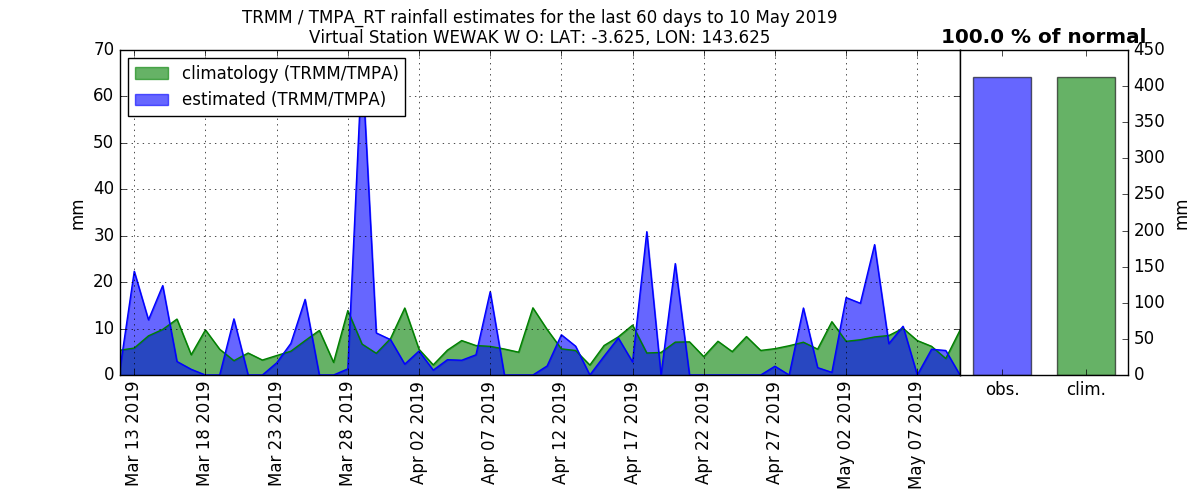 TRMM / TMPA_RT rainfall estimates for the last 60 days to 10 May 2019
Virtual Station WEWAK W O: LAT: -3.625, LON: 143.625
100.0 % of normal
climatology (TRMM/TMPA)
estimated (TRMM/TMPA)
70
60
50
40
30
20
10
0
mm
Mar 13 2019
Mar 18 2019
Mar 23 2019
Mar 28 2019
Apr 02 2019
Apr 07 2019
Apr 12 2019
Apr 17 2019
Apr 22 2019
Apr 27 2019
May 02 2019
May 07 2019
obs.
clim.
450
400
350
300
250
200
150
100
50
0
mm